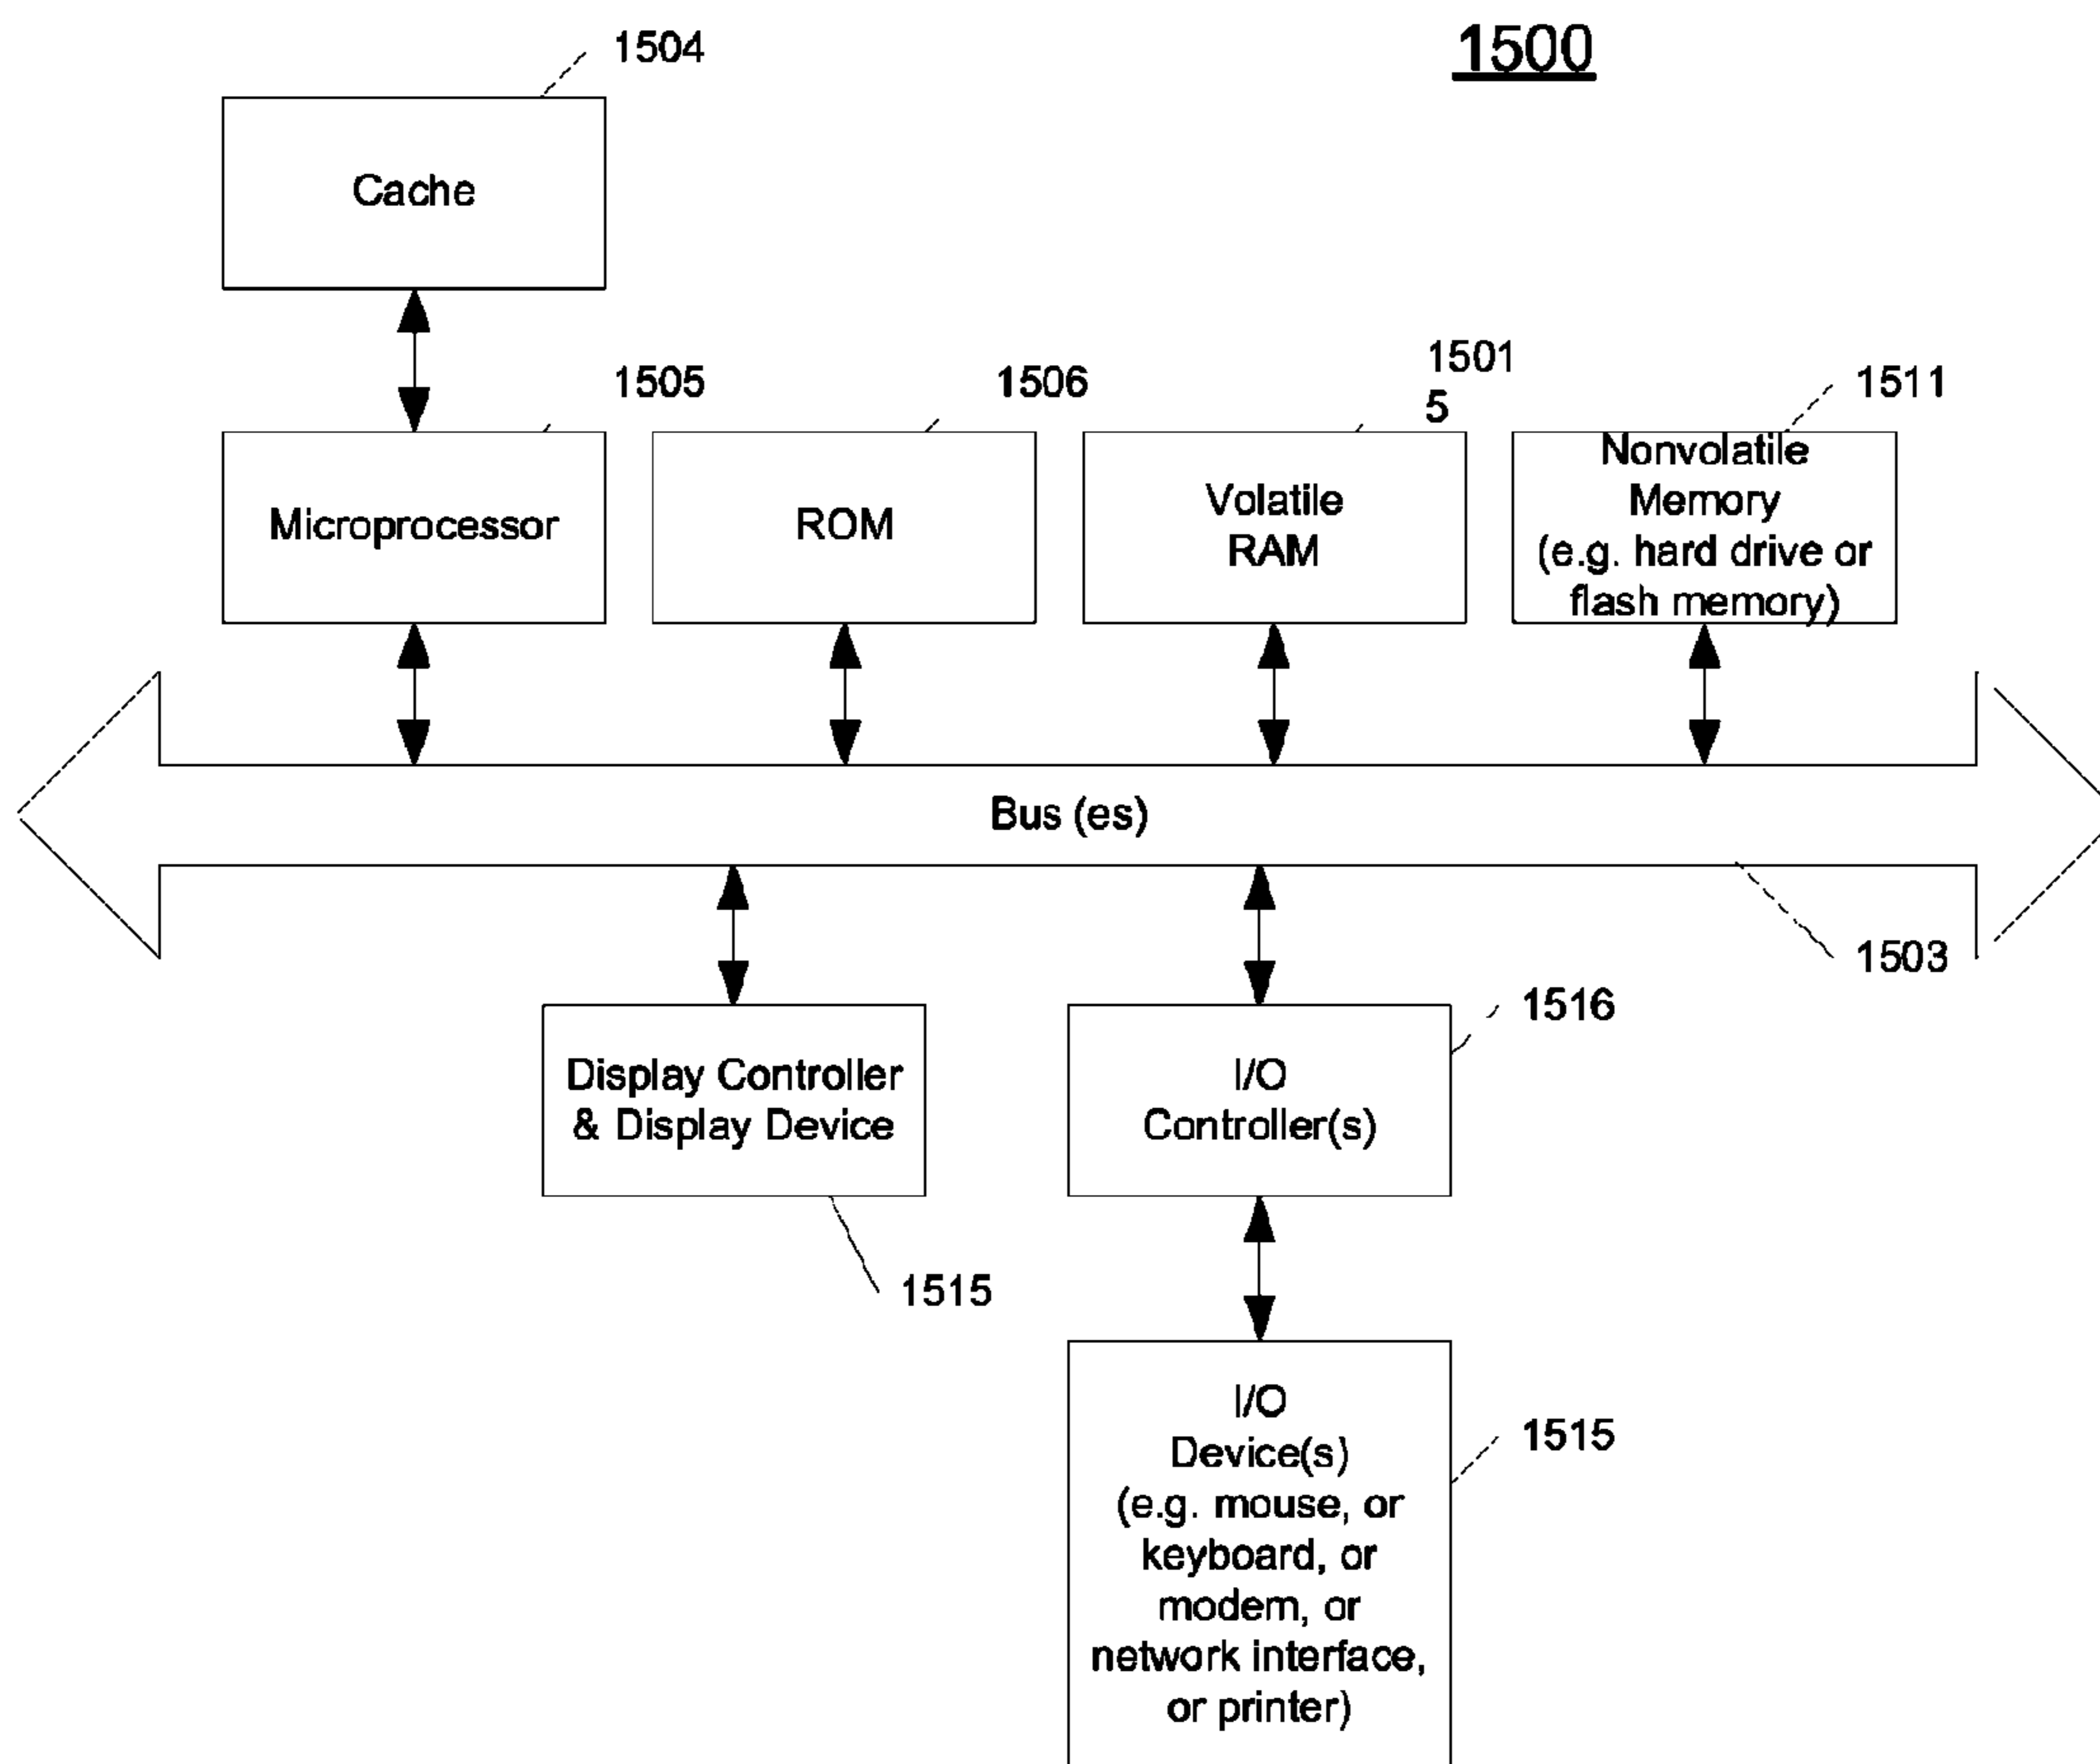 1504
1500
Cache
1505
1506
1501
5
1511
Microprocessor
ROM
Volatile
RAM
Nonvolatile
Memory
(e.g. hard drive or
flash memory)
Bus (es)
1503
1516
Display Controller
& Display Device
I/O
Controller(s)
1515
I/O
Device(s)
(e.g. mouse, or
keyboard, or
modem, or
network interface,
or printer)
1515